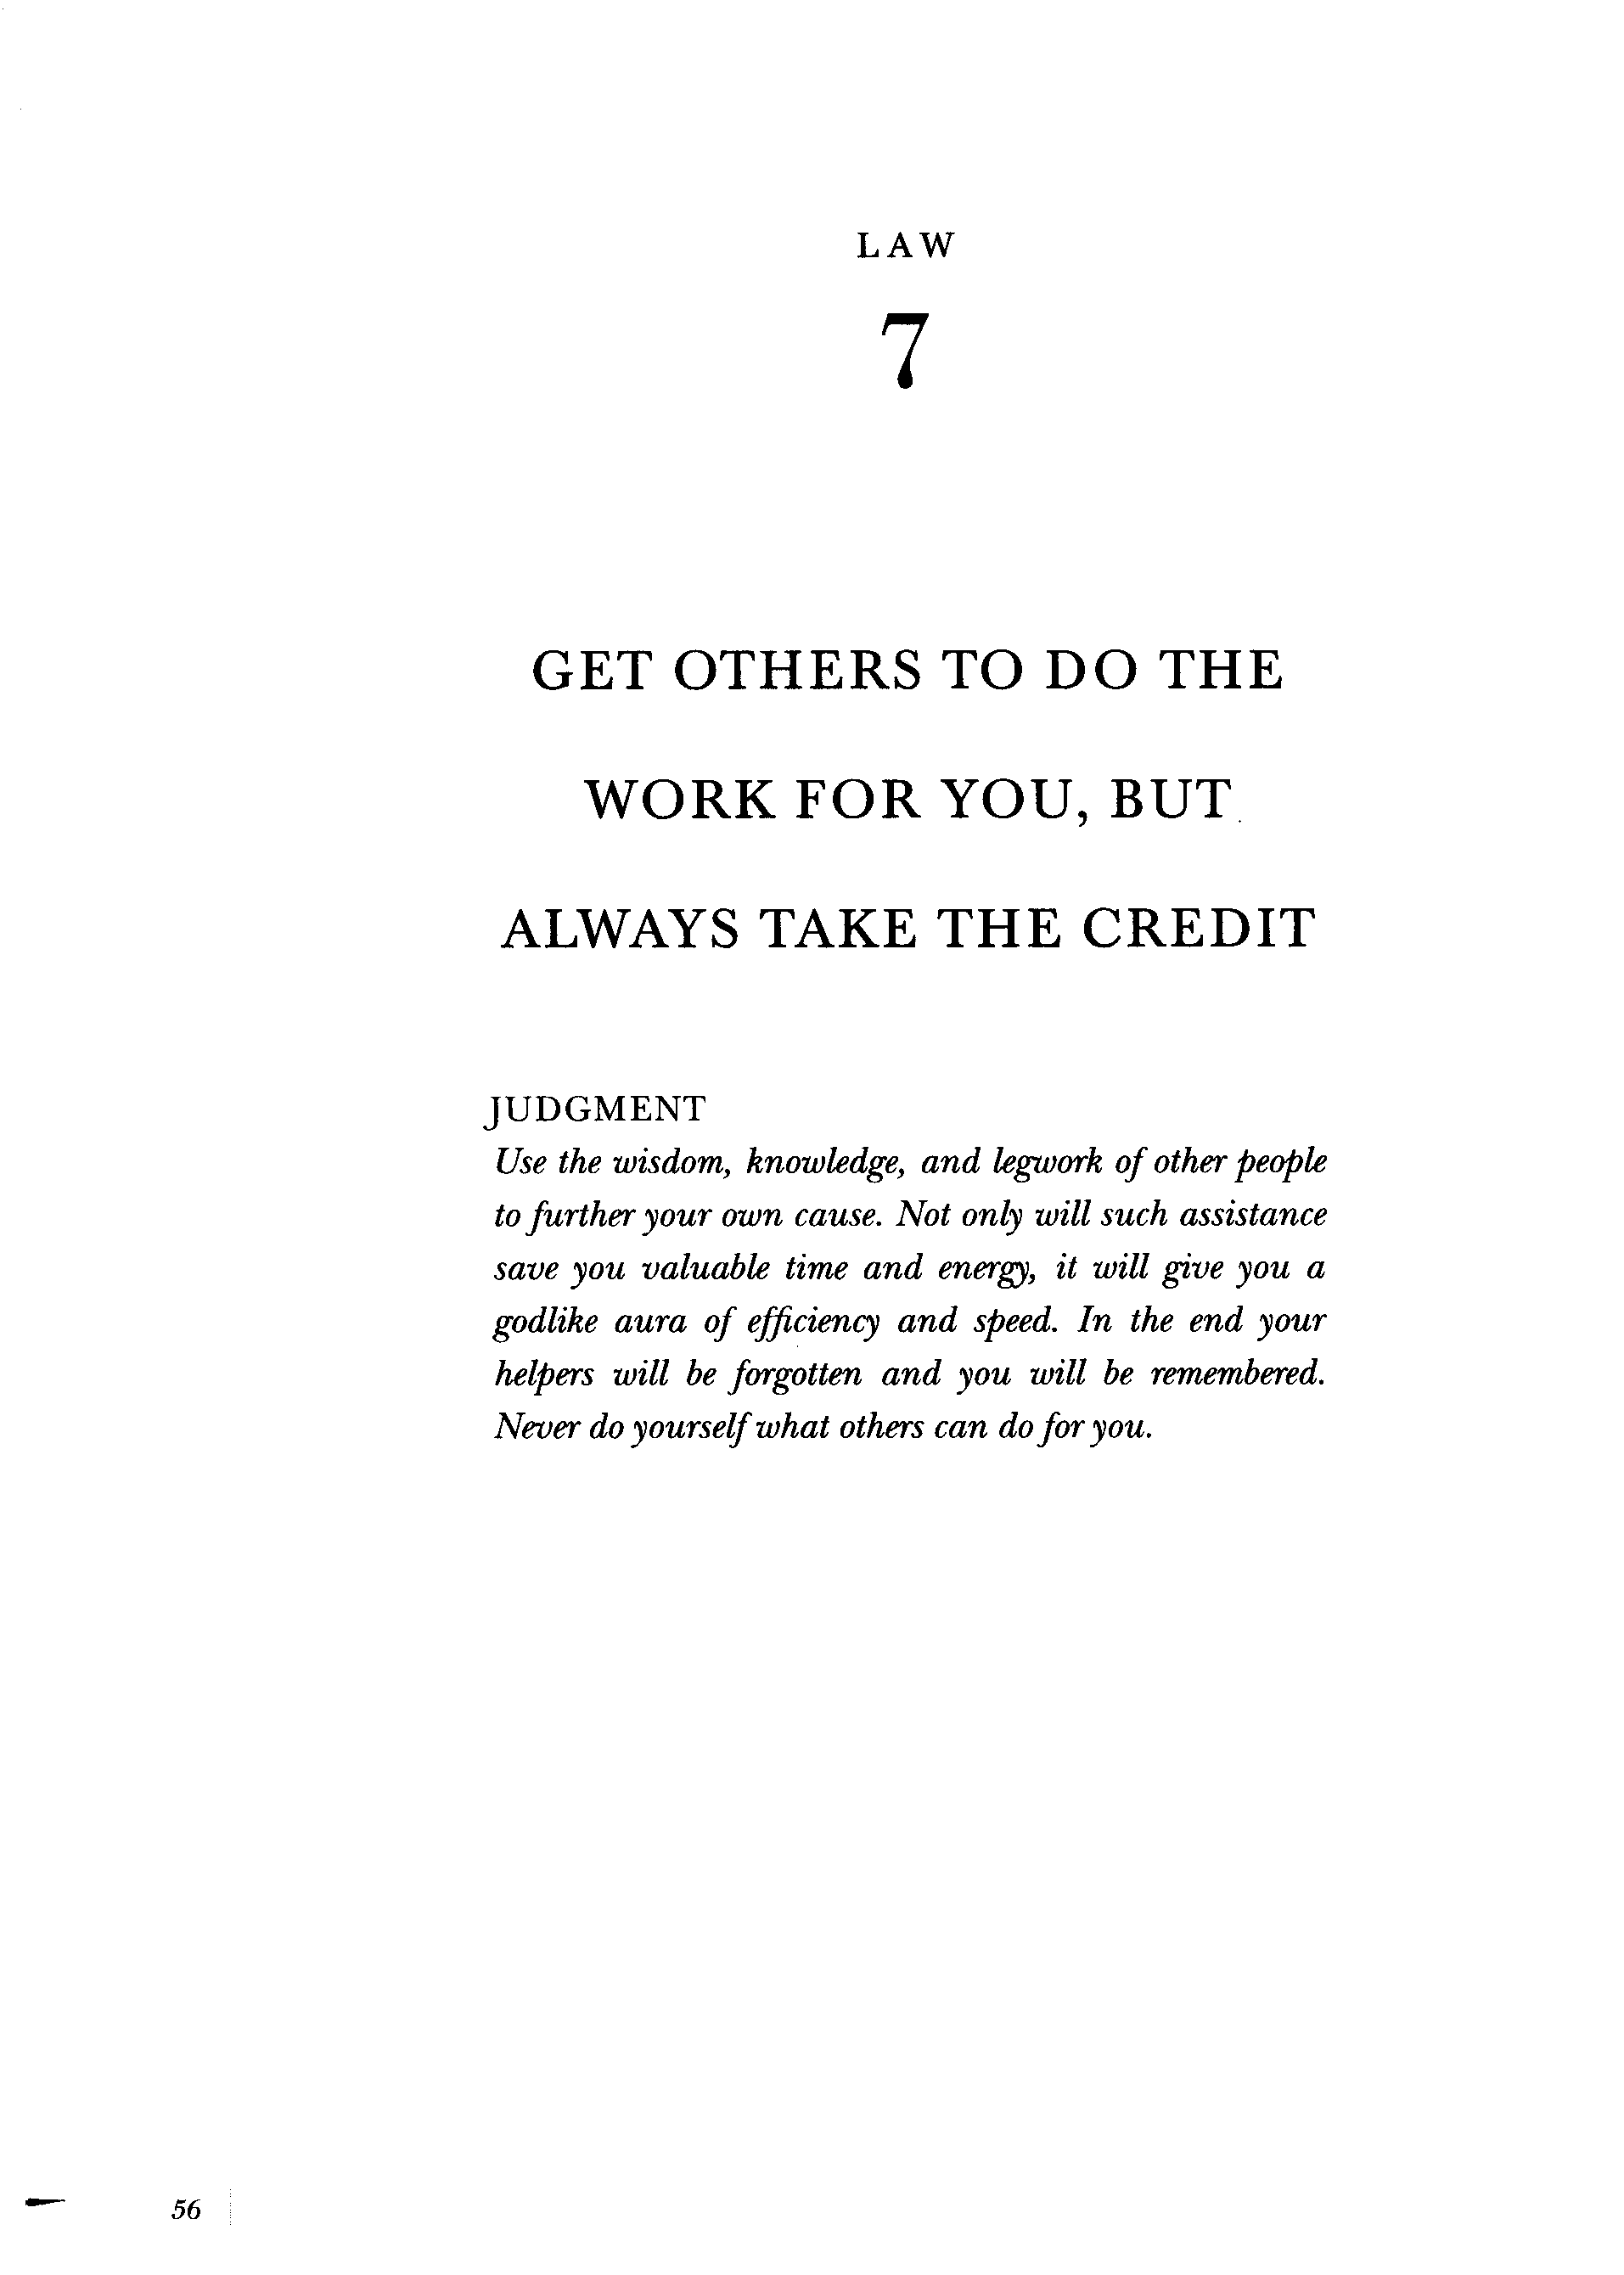 LAW
7
GET OTHERS TO DO THE
WORK FOR YOU, BUT
ALWAYS TAKE THE CREDIT
JUDGMENT
Use the wisdom, knowledge, and legwork of other people
to further your own cause. Not only will such assistance
save you valuable time and energy, it will give you a
godlike aura of efficiency and speed. In the end your
helpers will be forgotten and you will be remembered.
Never do yourself what others can do for you.
56